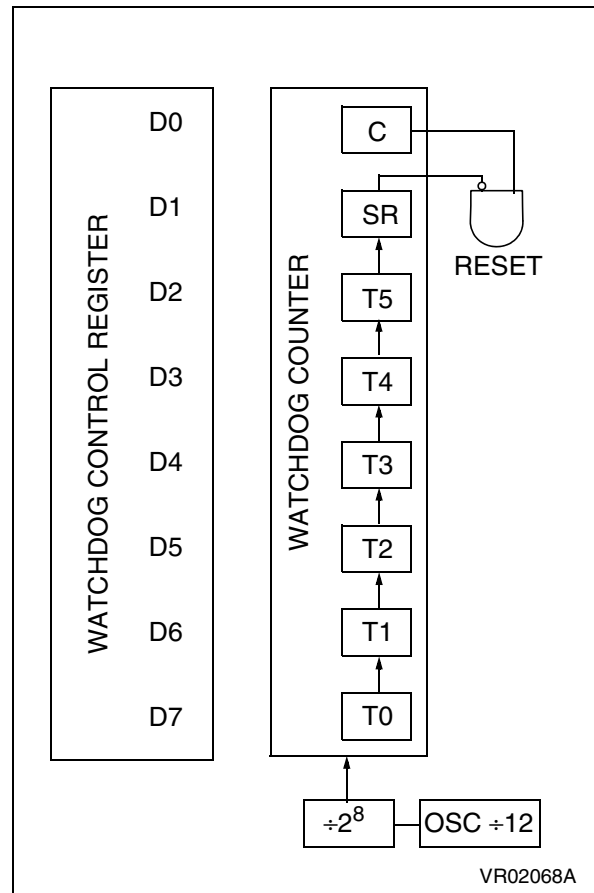 WATCHDOG CONTROL REGISTER
D0
D1
D2
D3
D4
D5
D6
D7
WATCHDOG COUNTER
C
SR
T5
T4
T3
T2
T1
T0
RESET
÷2⁸
OSC ÷12
VR02068A